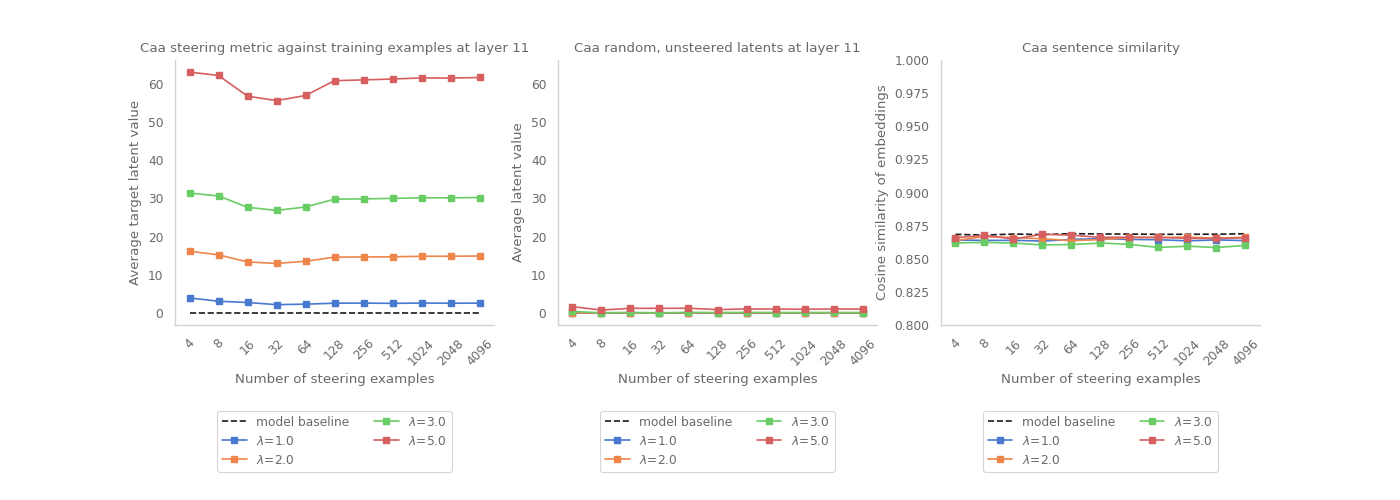 Caa steering metric against training examples at layer 11
Average target latent value
60
50
40
30
20
10
0
4 8 16 32 64 128 256 512 1024 2048 4096
Number of steering examples
model baseline
λ=1.0
λ=2.0
λ=3.0
λ=5.0
Caa random, unsteered latents at layer 11
Average latent value
60
50
40
30
20
10
0
4 8 16 32 64 128 256 512 1024 2048 4096
Number of steering examples
model baseline
λ=1.0
λ=2.0
λ=3.0
λ=5.0
Caa sentence similarity
Cosine similarity of embeddings
1.000
0.975
0.950
0.925
0.900
0.875
0.850
0.825
0.800
4 8 16 32 64 128 256 512 1024 2048 4096
Number of steering examples
model baseline
λ=1.0
λ=2.0
λ=3.0
λ=5.0